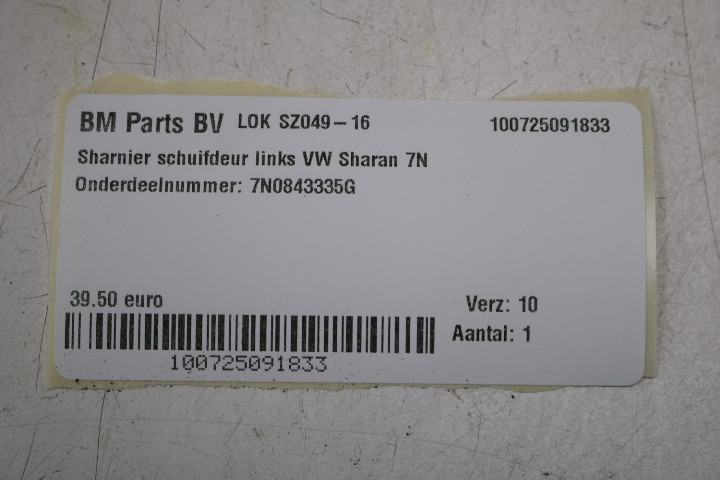 BM Parts BV LOK SZ049-16 100725091833
Sharnier schuifdeur links VW Sharan 7N
Onderdeelnummer: 7N0843335G
39.50 euro Verz: 10
Aantal: 1
100725091833